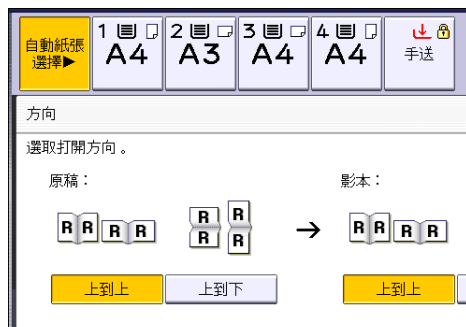 自動紙張
選擇▶
1
A4
2
A3
3
A4
4
A4
手送
方向
選取打開方向。
原稿：
影本：
R R R R
R R
R R
→
R R R R
上到上
上到下
上到上